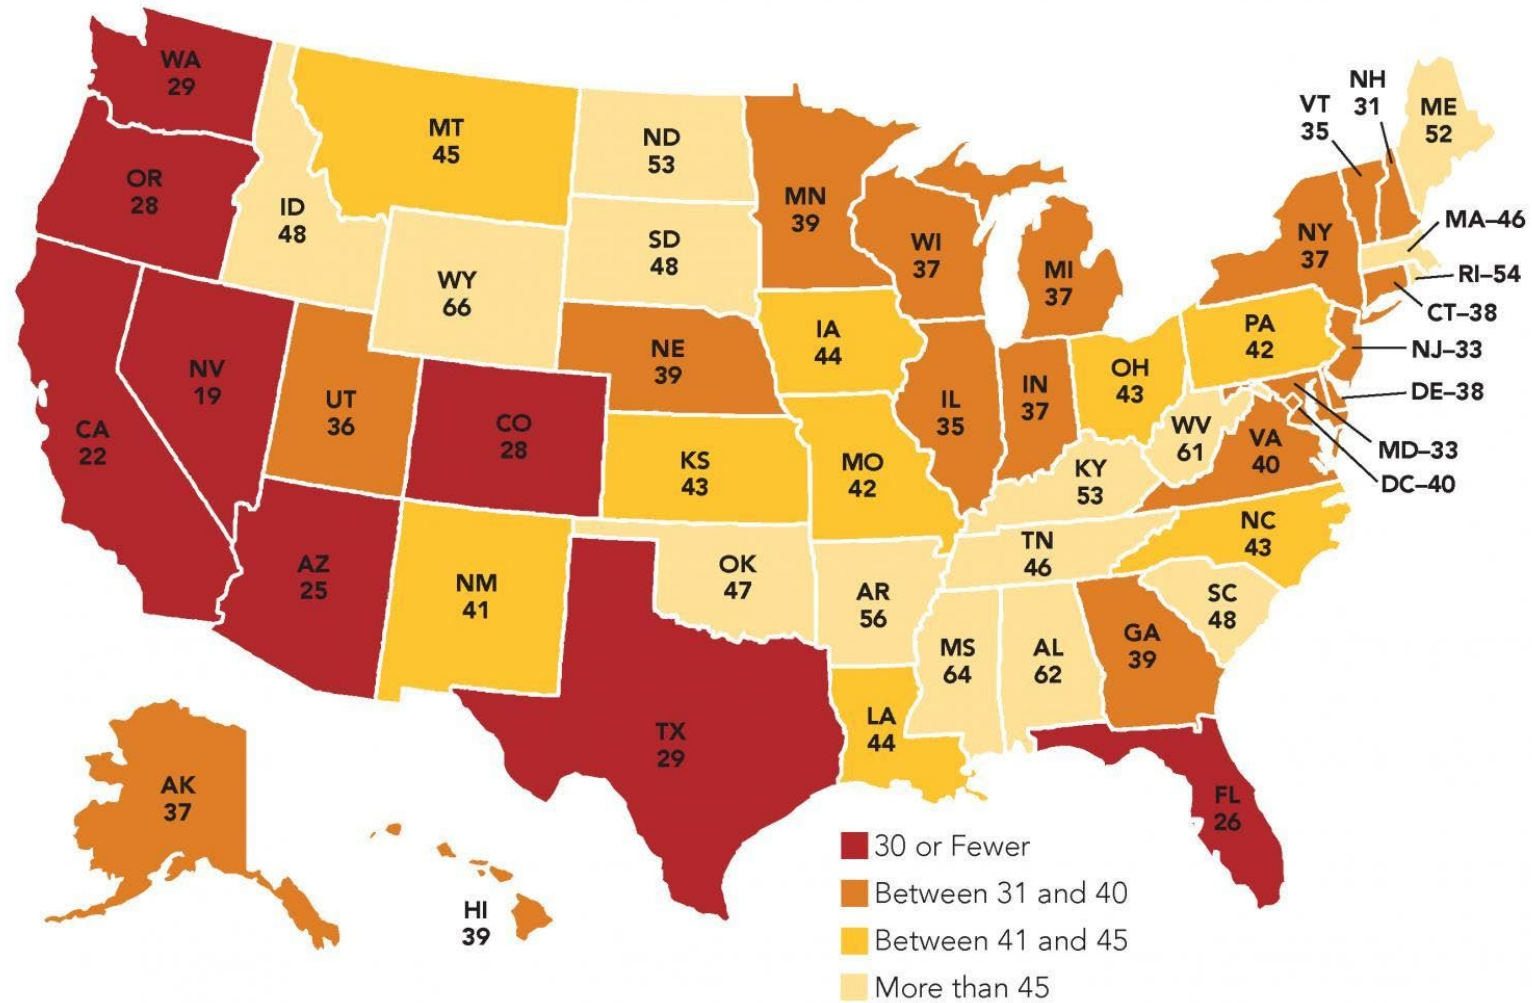 WA
29
OR
28
CA
22
NV
19
ID
48
MT
45
WY
66
UT
36
CO
28
AZ
25
NM
41
ND
53
SD
48
NE
39
KS
43
OK
47
TX
29
MN
39
IA
44
MO
42
AR
56
LA
44
WI
37
IL
35
MI
37
IN
37
OH
43
KY
53
TN
46
MS
64
AL
62
GA
39
FL
26
SC
48
NC
43
VA
40
WV
61
PA
42
NY
37
VT
35
NH
31
ME
52
MA–46
RI–54
CT–38
NJ–33
DE–38
MD–33
DC–40
AK
37
HI
39
30 or Fewer
Between 31 and 40
Between 41 and 45
More than 45